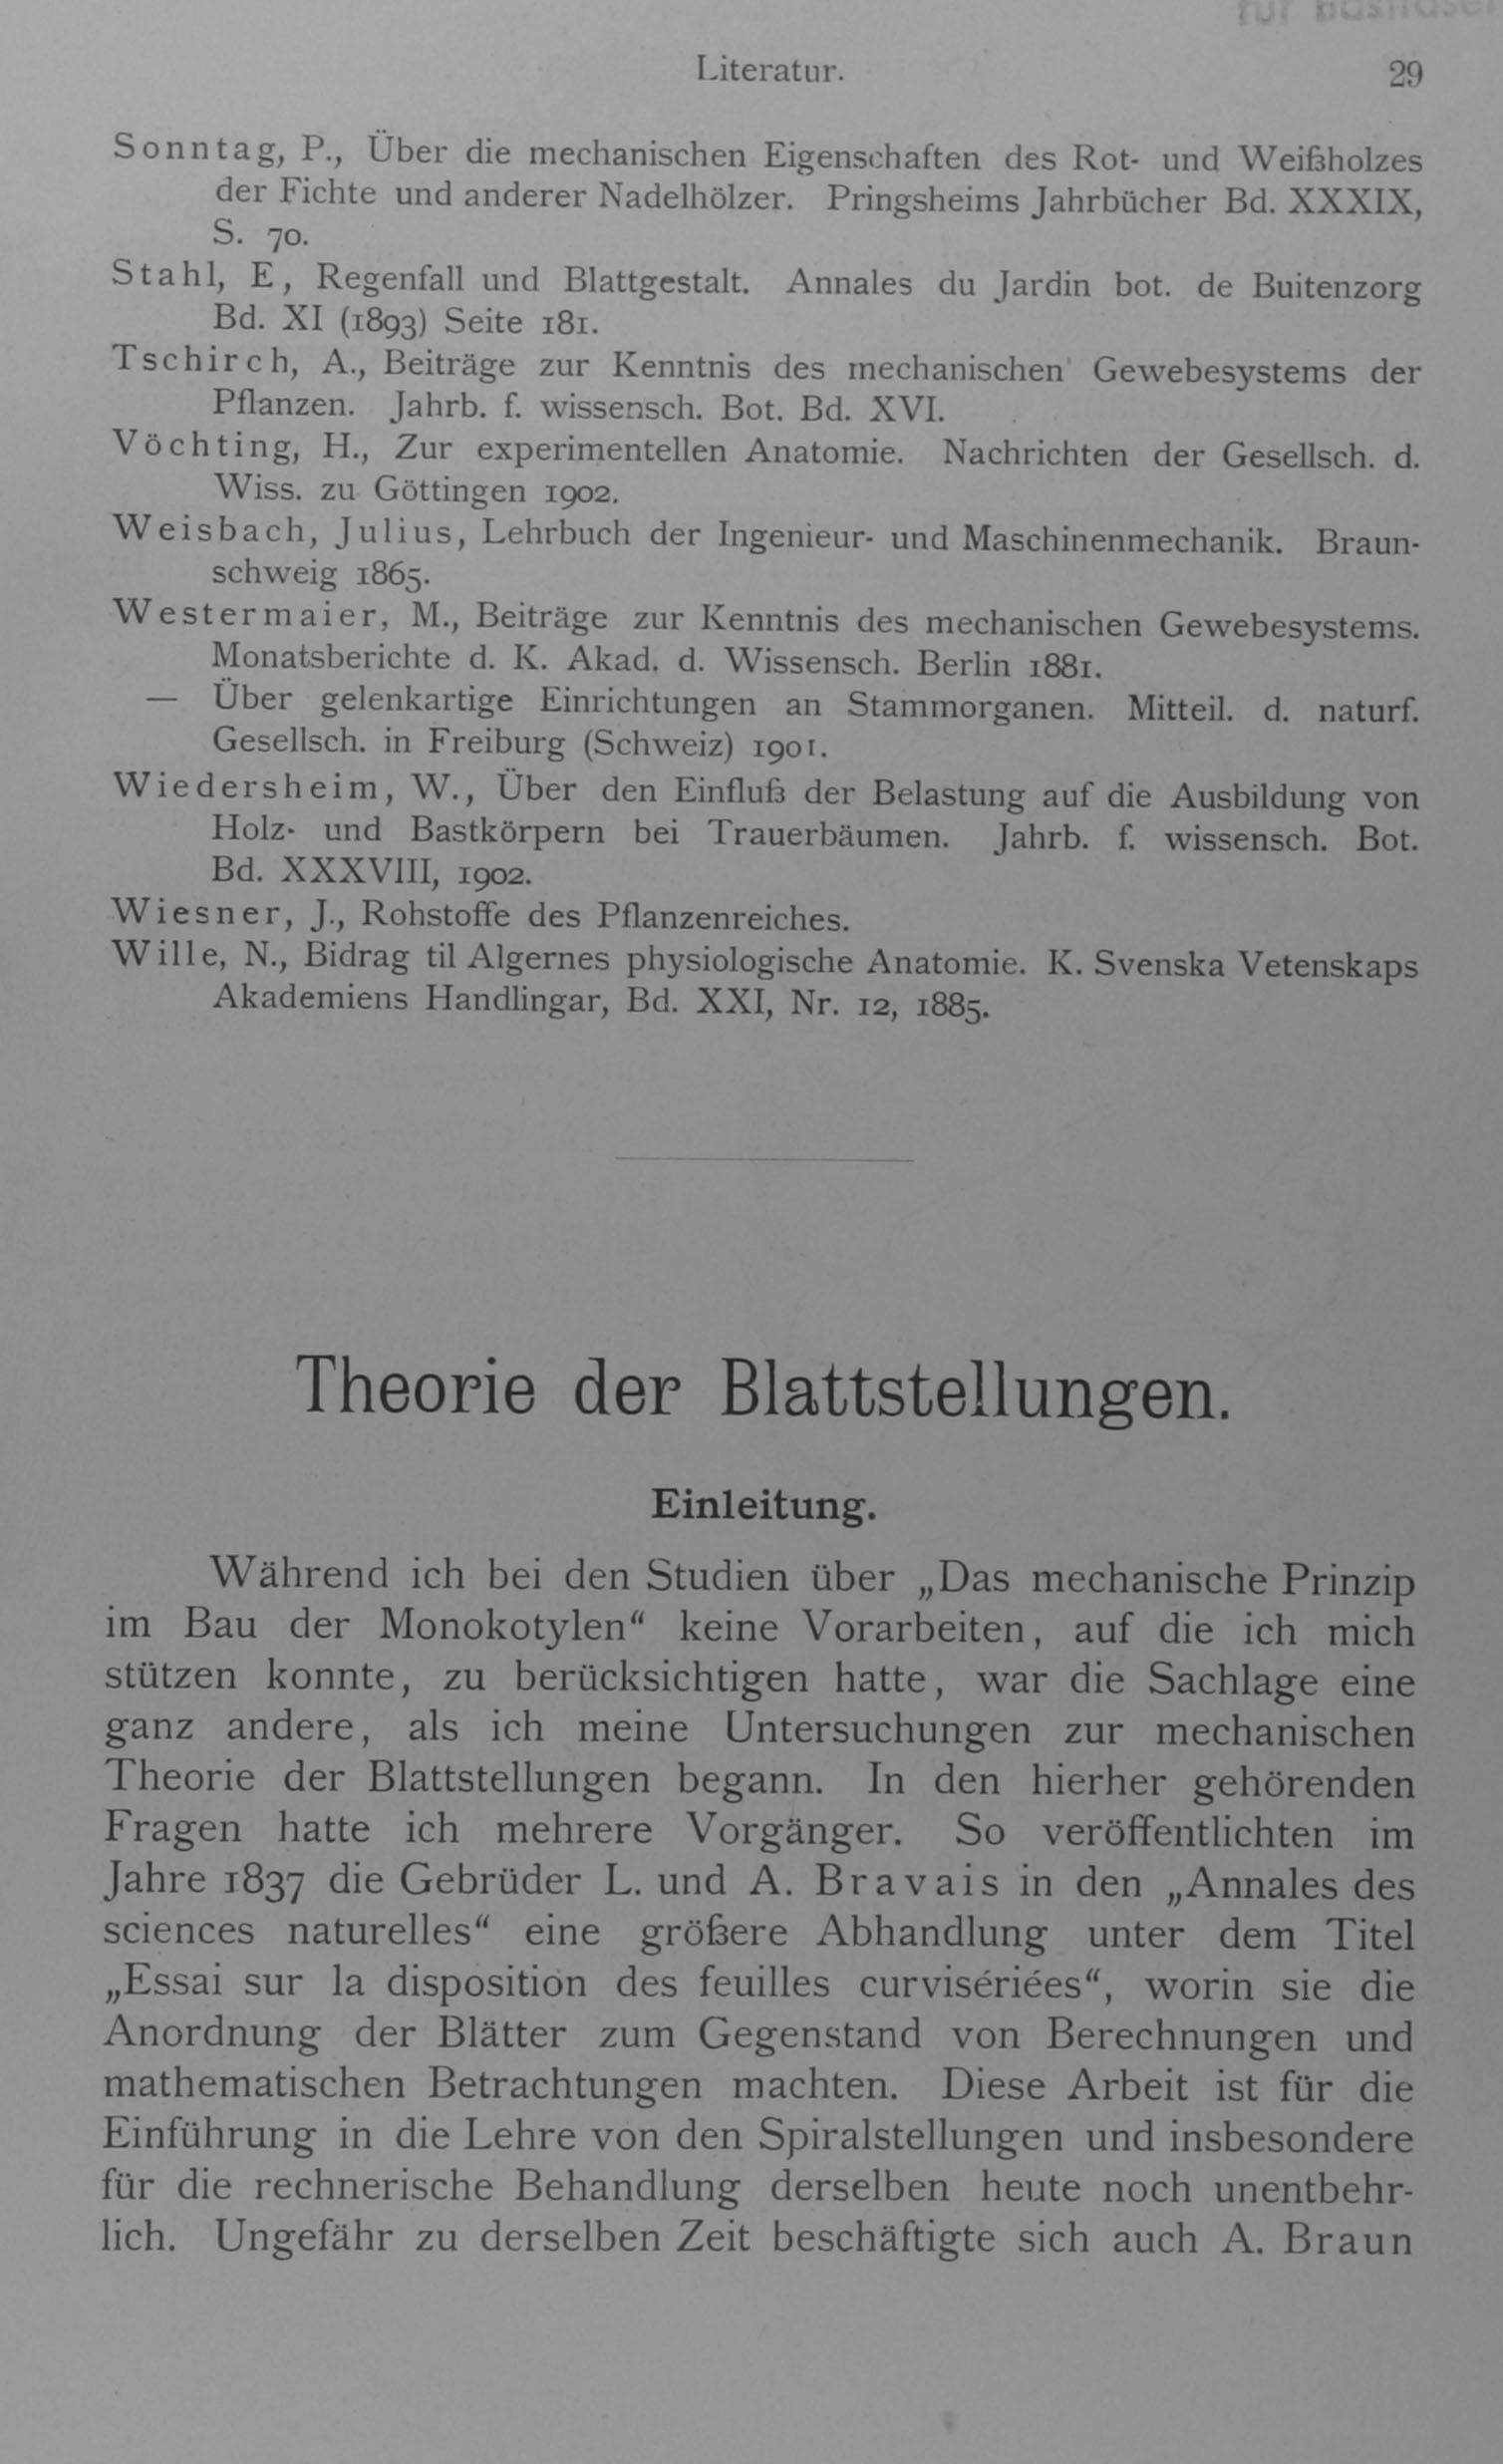 Literatur. 29
Sonntag, P., Über die mechanischen Eigenschaften des Rot- und Weißholzes
der Fichte und anderer Nadelhölzer. Pringsheims Jahrbücher Bd. XXXIX,
S. 70.
Stahl, E, Regenfall und Blattgestalt. Annales du Jardin bot. de Buitenzorg
Bd. XI (1893) Seite 181.
Tschirch, A., Beiträge zur Kenntnis des mechanischen Gewebesystems der
Pflanzen. Jahrb. f. wissensch. Bot. Bd. XVI.
Vöchting, H., Zur experimentellen Anatomie. Nachrichten der Gesellsch. d.
Wiss. zu Göttingen 1902.
Weisbach, Julius, Lehrbuch der Ingenieur- und Maschinenmechanik. Braun-
schweig 1865.
Westermaier, M., Beiträge zur Kenntnis des mechanischen Gewebesystems.
Monatsberichte d. K. Akad. d. Wissensch. Berlin 1881.
— Über gelenkartige Einrichtungen an Stammorganen. Mitteil. d. naturf.
Gesellsch. in Freiburg (Schweiz) 1901.
Wiedersheim, W., Über den Einfluß der Belastung auf die Ausbildung von
Holz- und Bastkörpern bei Trauerbäumen. Jahrb. f. wissensch. Bot.
Bd. XXXVIII, 1902.
Wiesner, J., Rohstoffe des Pflanzenreiches.
Wille, N., Bidrag til Algernes physiologische Anatomie. K. Svenska Vetenskaps
Akademiens Handlingar, Bd. XXI, Nr. 12, 1885.
Theorie der Blattstellungen.
Einleitung.
Während ich bei den Studien über „Das mechanische Prinzip
im Bau der Monokotylen“ keine Vorarbeiten, auf die ich mich
stützen konnte, zu berücksichtigen hatte, war die Sachlage eine
ganz andere, als ich meine Untersuchungen zur mechanischen
Theorie der Blattstellungen begann. In den hierher gehörenden
Fragen hatte ich mehrere Vorgänger. So veröffentlichten im
Jahre 1837 die Gebrüder L. und A. Bravais in den „Annales des
sciences naturelles“ eine größere Abhandlung unter dem Titel
„Essai sur la disposition des feuilles curvisériées“, worin sie die
Anordnung der Blätter zum Gegenstand von Berechnungen und
mathematischen Betrachtungen machten. Diese Arbeit ist für die
Einführung in die Lehre von den Spiralstellungen und insbesondere
für die rechnerische Behandlung derselben heute noch unentbehr-
lich. Ungefähr zu derselben Zeit beschäftigte sich auch A. Braun